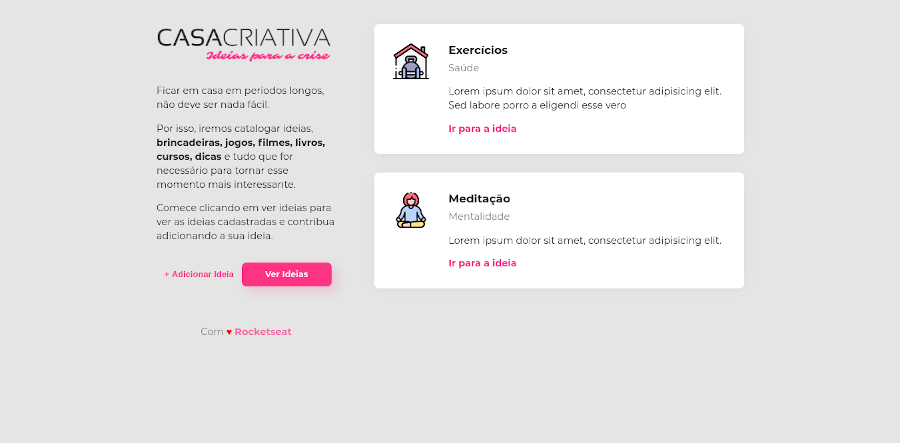 CASACRIATIVA
Ideias para a crise
Ficar em casa em períodos longos,
não deve ser nada fácil.
Por isso, iremos catalogar ideias,
brincadeiras, jogos, filmes, livros,
cursos, dicas e tudo que for
necessário para tornar esse
momento mais interessante.
Comece clicando em ver ideias para
ver as ideias cadastradas e contribua
adicionando a sua ideia.
+ Adicionar Ideia
Ver Ideias
Com ♥ Rocketseat
Exercícios
Saúde
Lorem ipsum dolor sit amet, consectetur adipisicing elit.
Sed labore porro a eligendi esse vero
Ir para a ideia
Meditação
Mentalidade
Lorem ipsum dolor sit amet, consectetur adipisicing elit.
Ir para a ideia